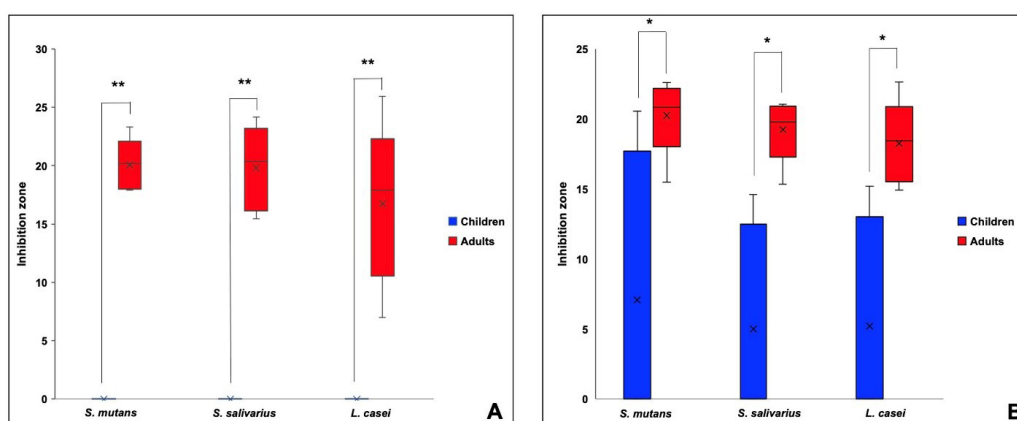 30
25
20
15
10
5
0
Inhibition zone
**
**
**
S. mutans
S. salivarius
L. casei
Children
Adults
A
25
20
15
10
5
0
Inhibition zone
*
*
*
S. mutans
S. salivarius
L. casei
Children
Adults
B